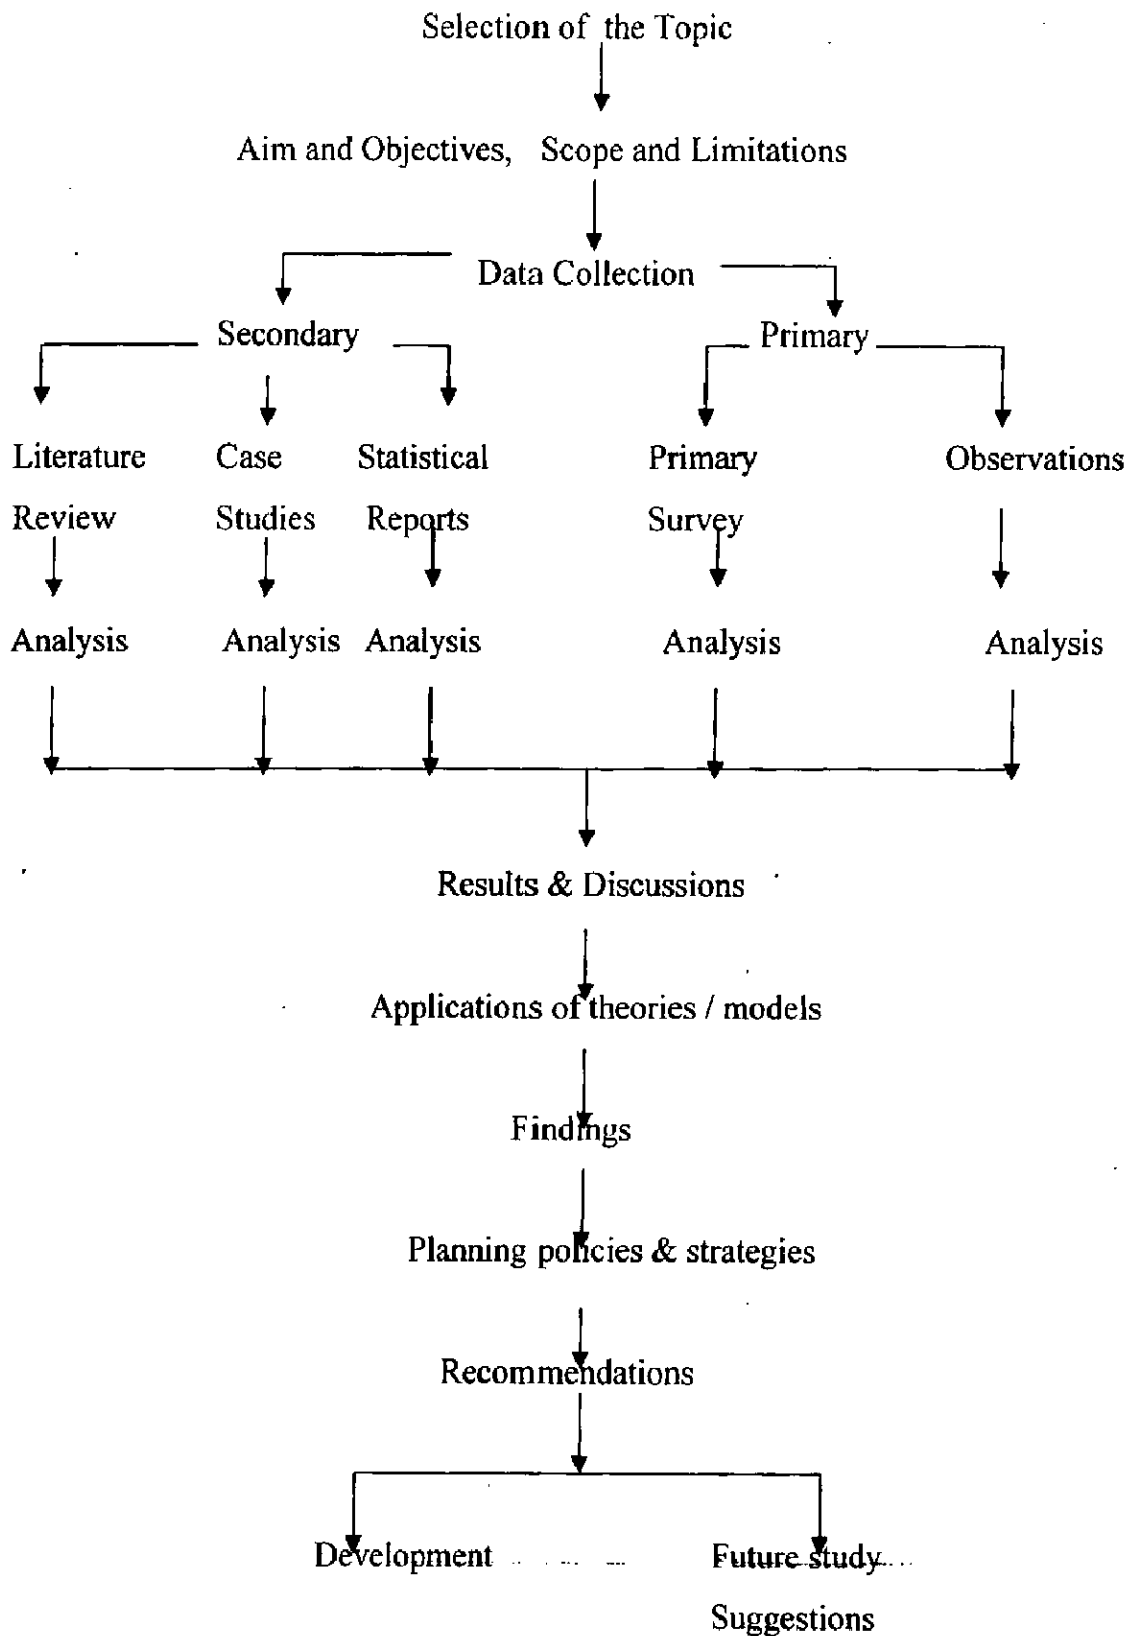 Selection of the Topic
Aim and Objectives, Scope and Limitations
Data Collection
Secondary
Primary
Literature
Review
Case
Studies
Statistical
Reports
Primary
Survey
Observations
Analysis
Analysis
Analysis
Analysis
Analysis
Results & Discussions
Applications of theories / models
Findings
Planning policies & strategies
Recommendations
Development
Future study
Suggestions